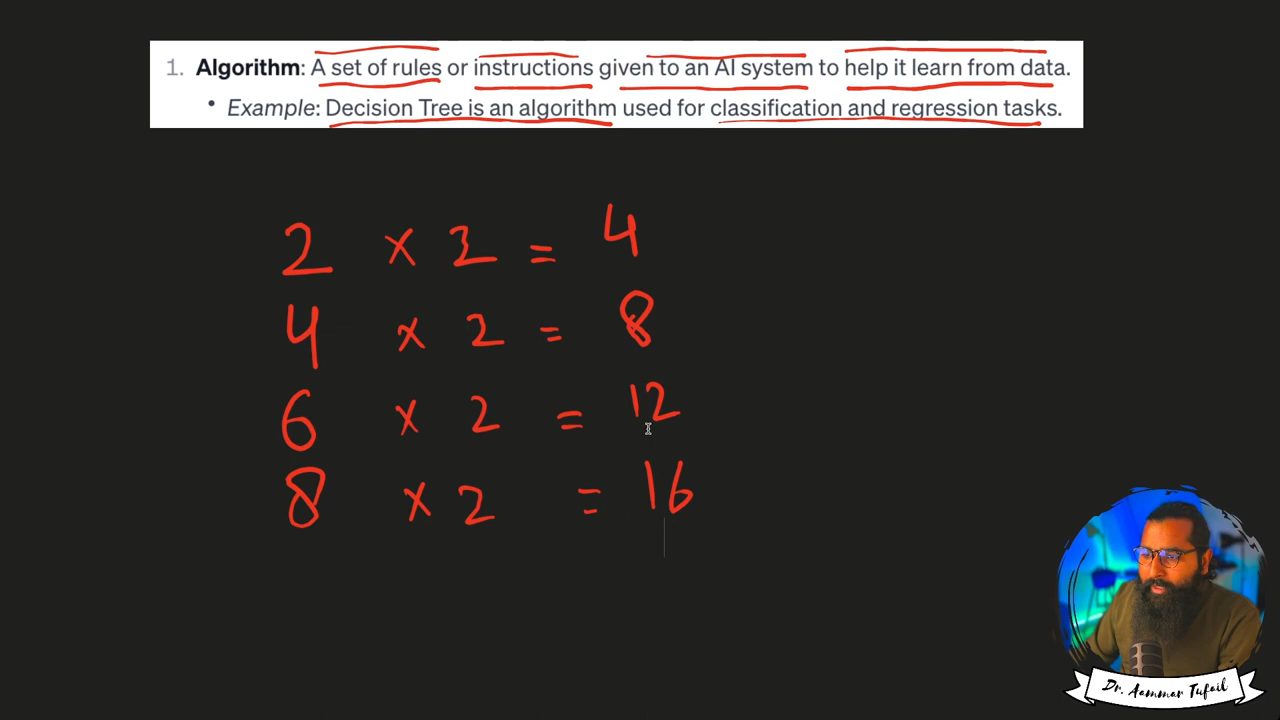 1. Algorithm: A set of rules or instructions given to an AI system to help it learn from data.
• Example: Decision Tree is an algorithm used for classification and regression tasks.
2 × 2 = 4
4 × 2 = 8
6 × 2 = 12
8 × 2 = 16
Dr. Aammar Tufail